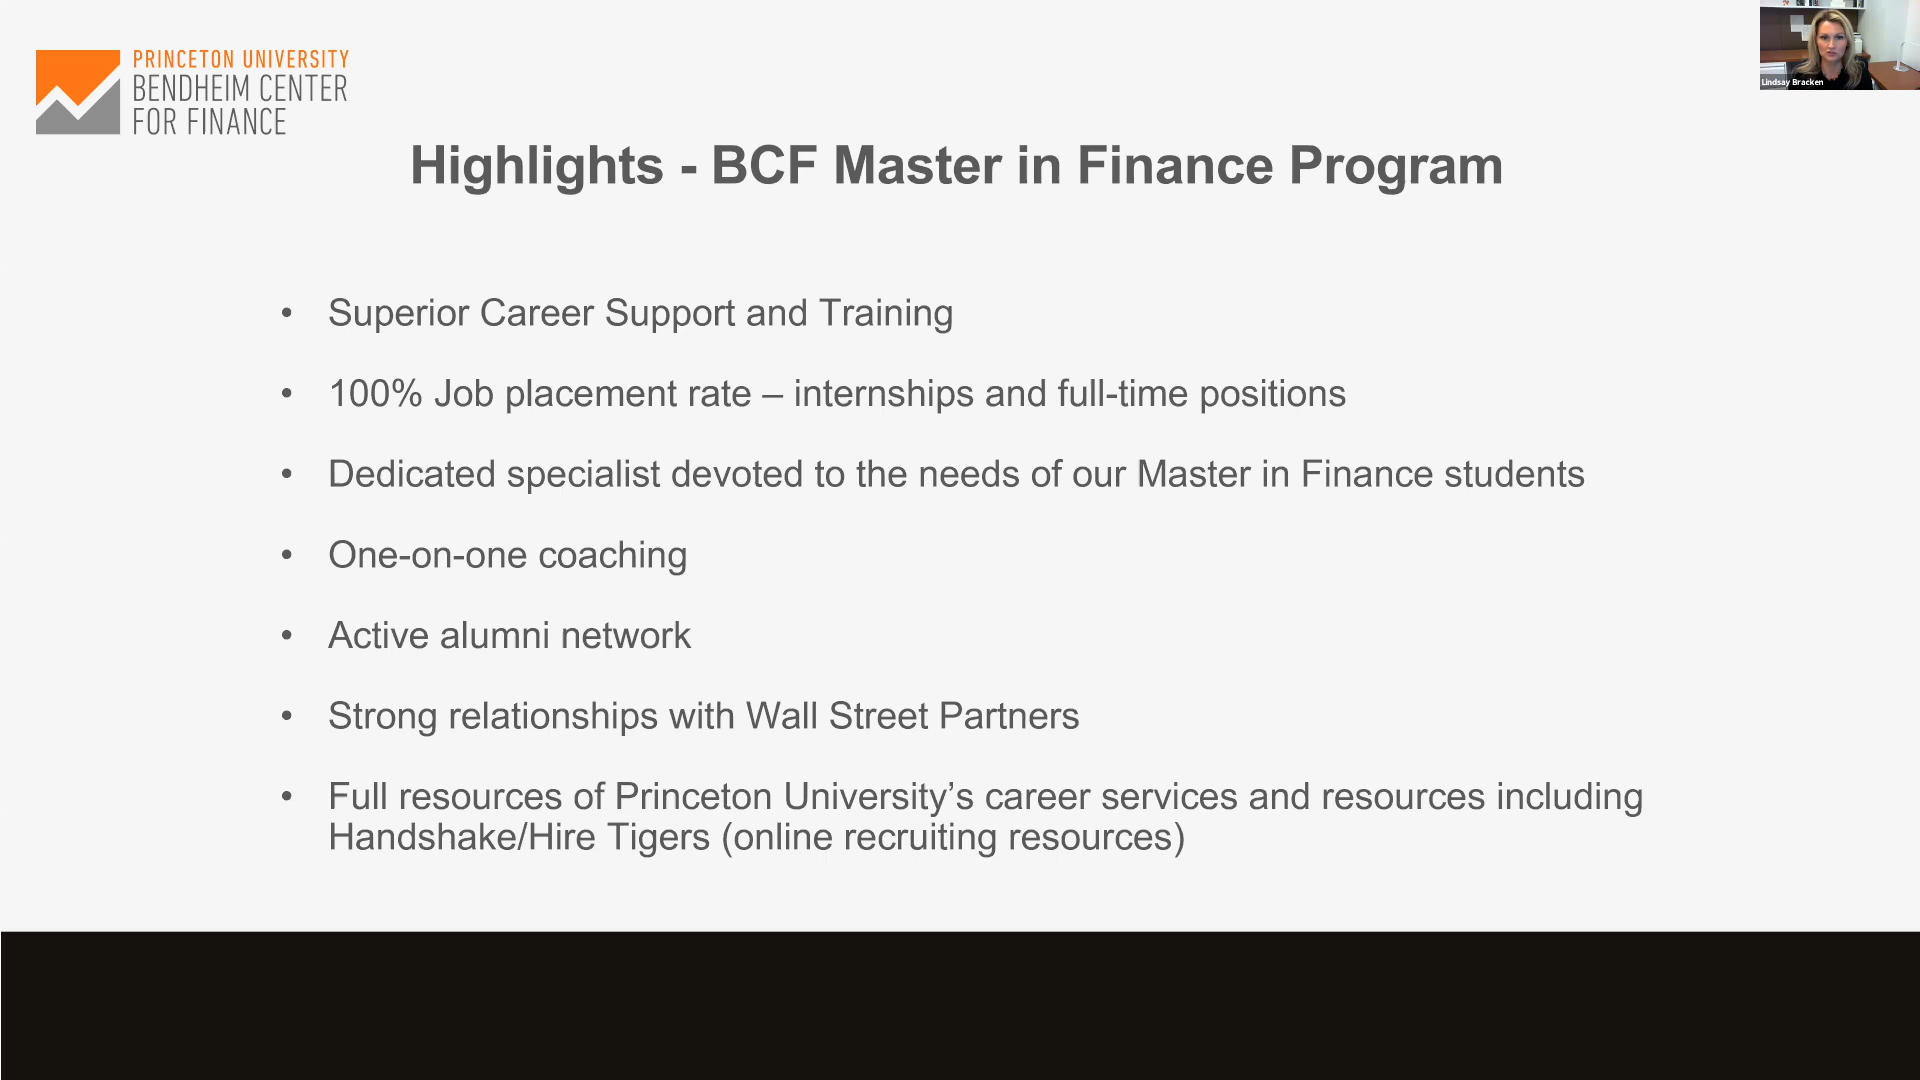 PRINCETON UNIVERSITY
BENDHEIM CENTER
FOR FINANCE
Lindsay Bracken
Highlights - BCF Master in Finance Program
• Superior Career Support and Training
• 100% Job placement rate – internships and full-time positions
• Dedicated specialist devoted to the needs of our Master in Finance students
• One-on-one coaching
• Active alumni network
• Strong relationships with Wall Street Partners
• Full resources of Princeton University’s career services and resources including
Handshake/Hire Tigers (online recruiting resources)